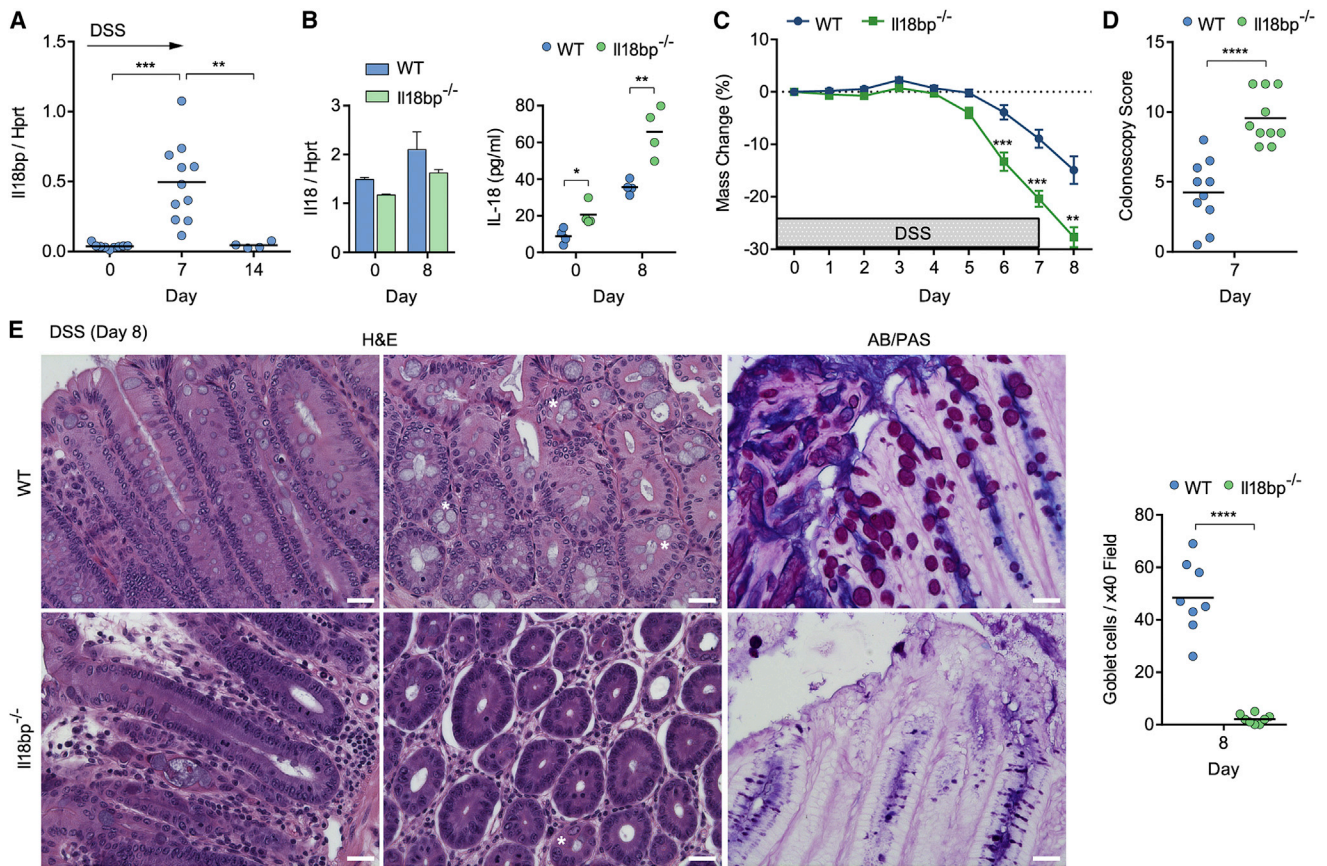 A
DSS
1.5
1.0
0.5
0.0
Il18bp / Hprt
***
**
0 7 14
Day
B
WT
Il18bp-/-
3
2
1
0
Il18 / Hprt
0 8
Day
WT Il18bp-/-
80
60
40
20
0
IL-18 (pg/ml)
*
**
0 8
Day
C
WT Il18bp-/-
10
0
-10
-20
-30
Mass Change (%)
***
***
**
DSS
0 1 2 3 4 5 6 7 8
Day
D
WT Il18bp-/-
15
10
5
0
Colonoscopy Score
****
7
Day
E
DSS (Day 8)
H&E
AB/PAS
WT
*
*
*
Il18bp-/-
*
WT Il18bp-/-
80
60
40
20
0
Goblet cells / x40 Field
****
8
Day